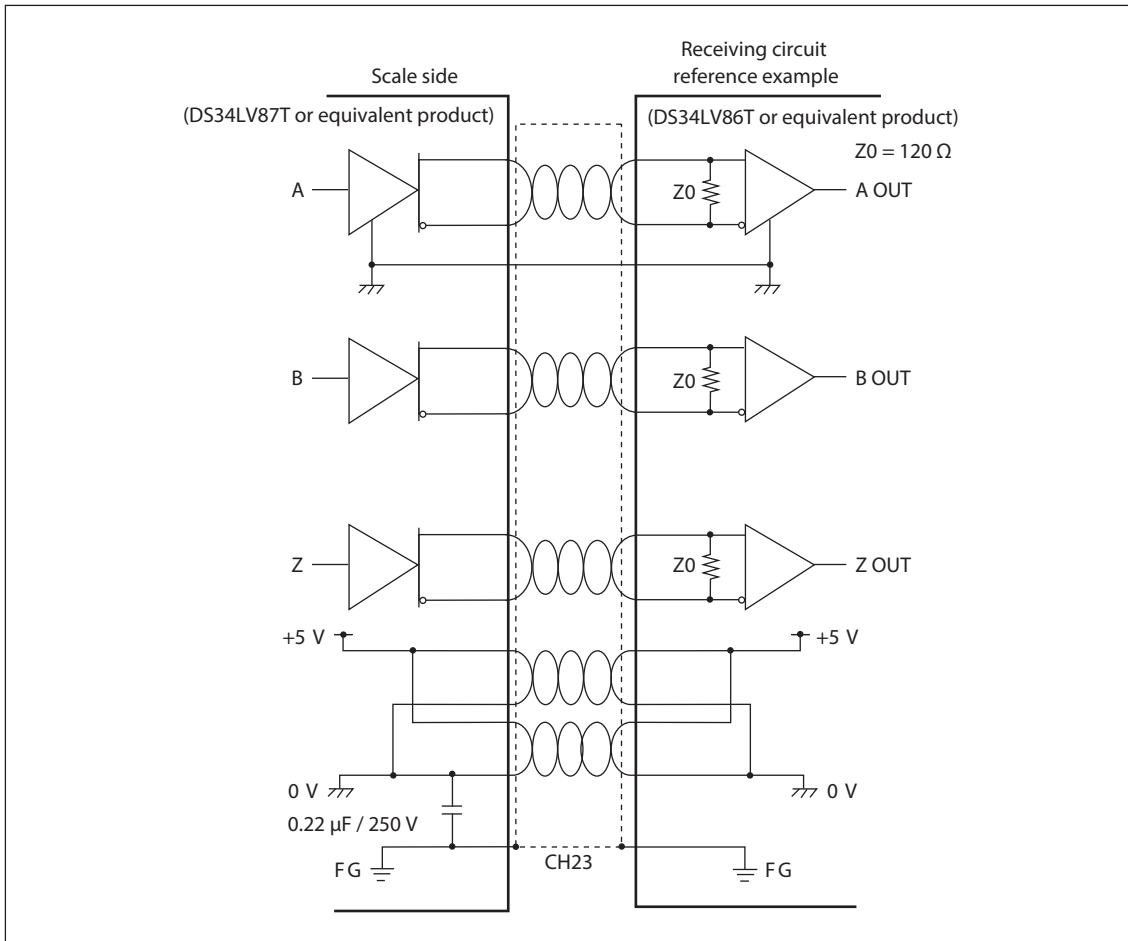 Scale side
Receiving circuit
reference example
(DS34LV87T or equivalent product)
(DS34LV86T or equivalent product)
Z0 = 120 Ω
A
Z0
A OUT
B
Z0
B OUT
Z
Z0
Z OUT
+5 V
+5 V
0 V
0 V
0.22 μF / 250 V
CH23
FG
FG